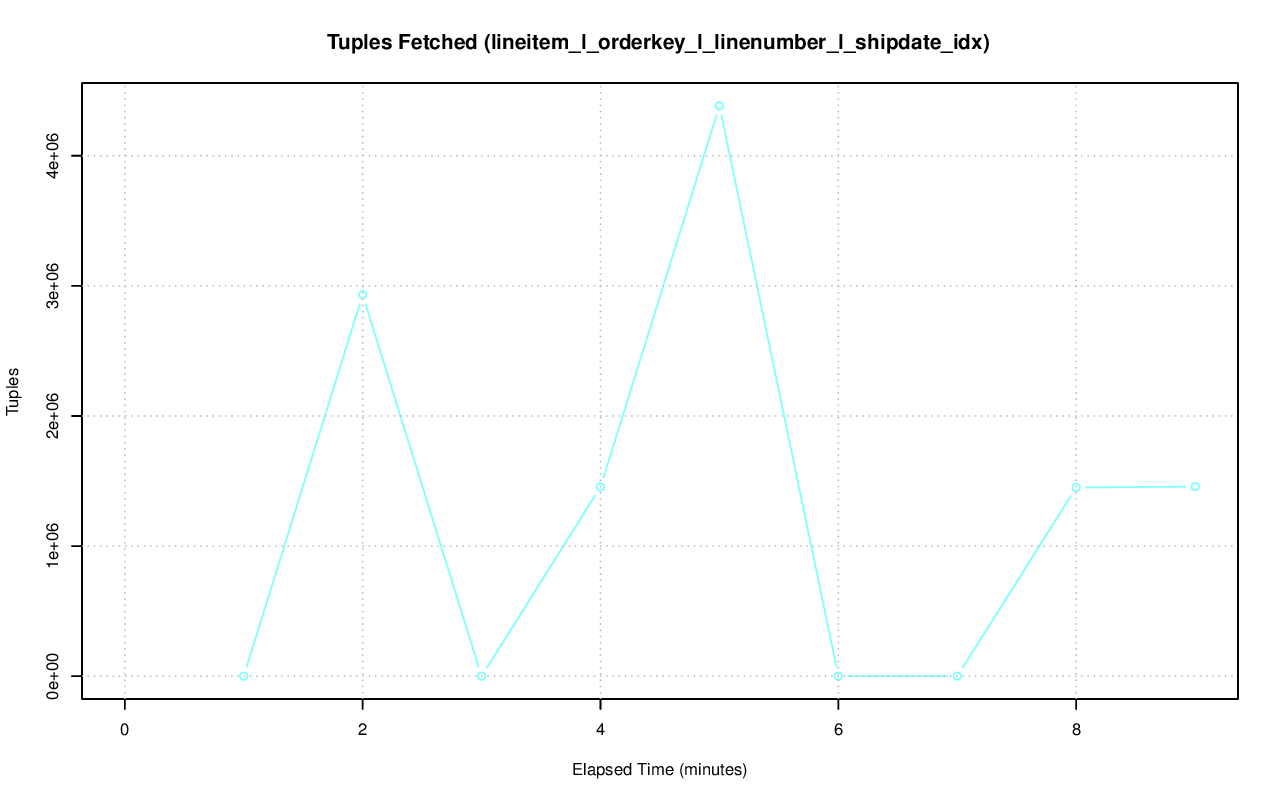 Tuples Fetched (lineitem_l_orderkey_l_linenumber_l_shipdate_idx)
4e+06
3e+06
2e+06
1e+06
0e+00
Tuples
0 2 4 6 8
Elapsed Time (minutes)